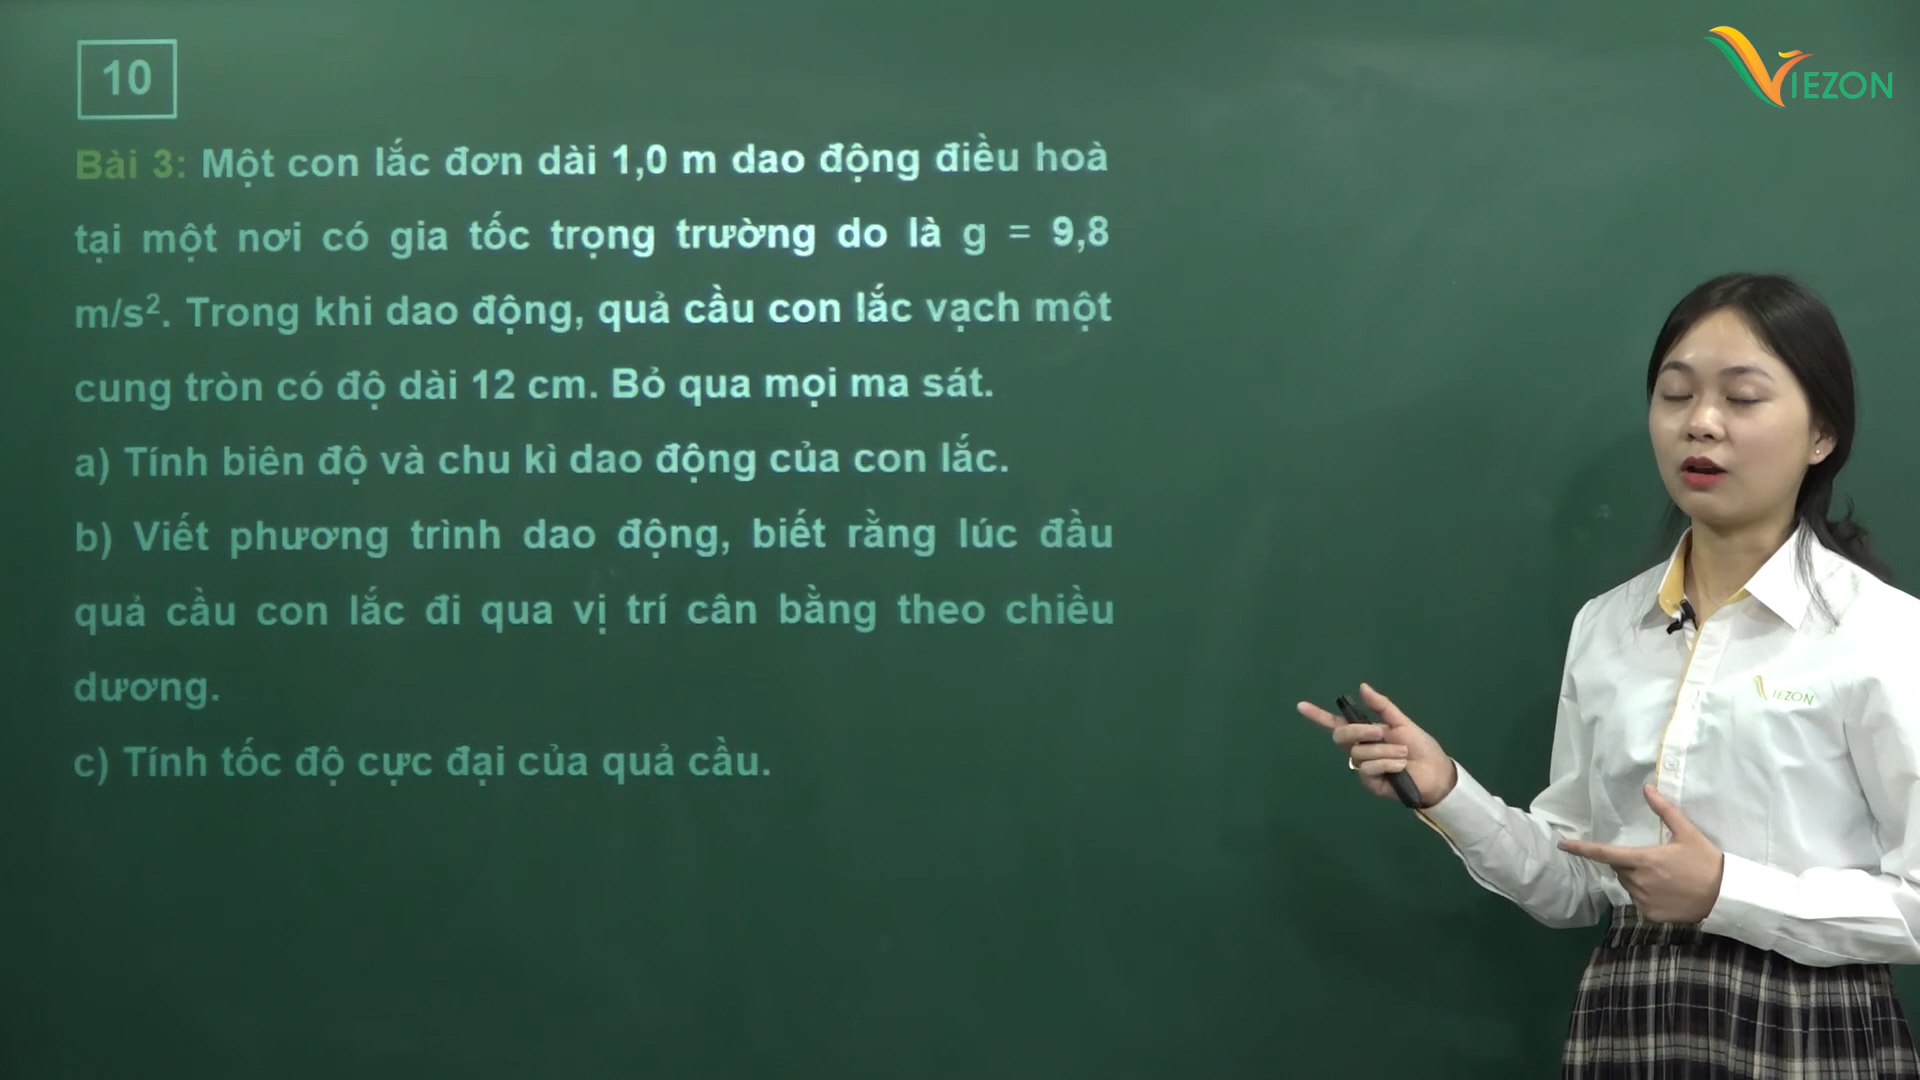 VIEZON
10
Bài 3: Một con lắc đơn dài 1,0 m dao động điều hoà
tại một nơi có gia tốc trọng trường do là g = 9,8
m/s². Trong khi dao động, quả cầu con lắc vạch một
cung tròn có độ dài 12 cm. Bỏ qua mọi ma sát.
a) Tính biên độ và chu kì dao động của con lắc.
b) Viết phương trình dao động, biết rằng lúc đầu
quả cầu con lắc đi qua vị trí cân bằng theo chiều
dương.
c) Tính tốc độ cực đại của quả cầu.
VIEZON